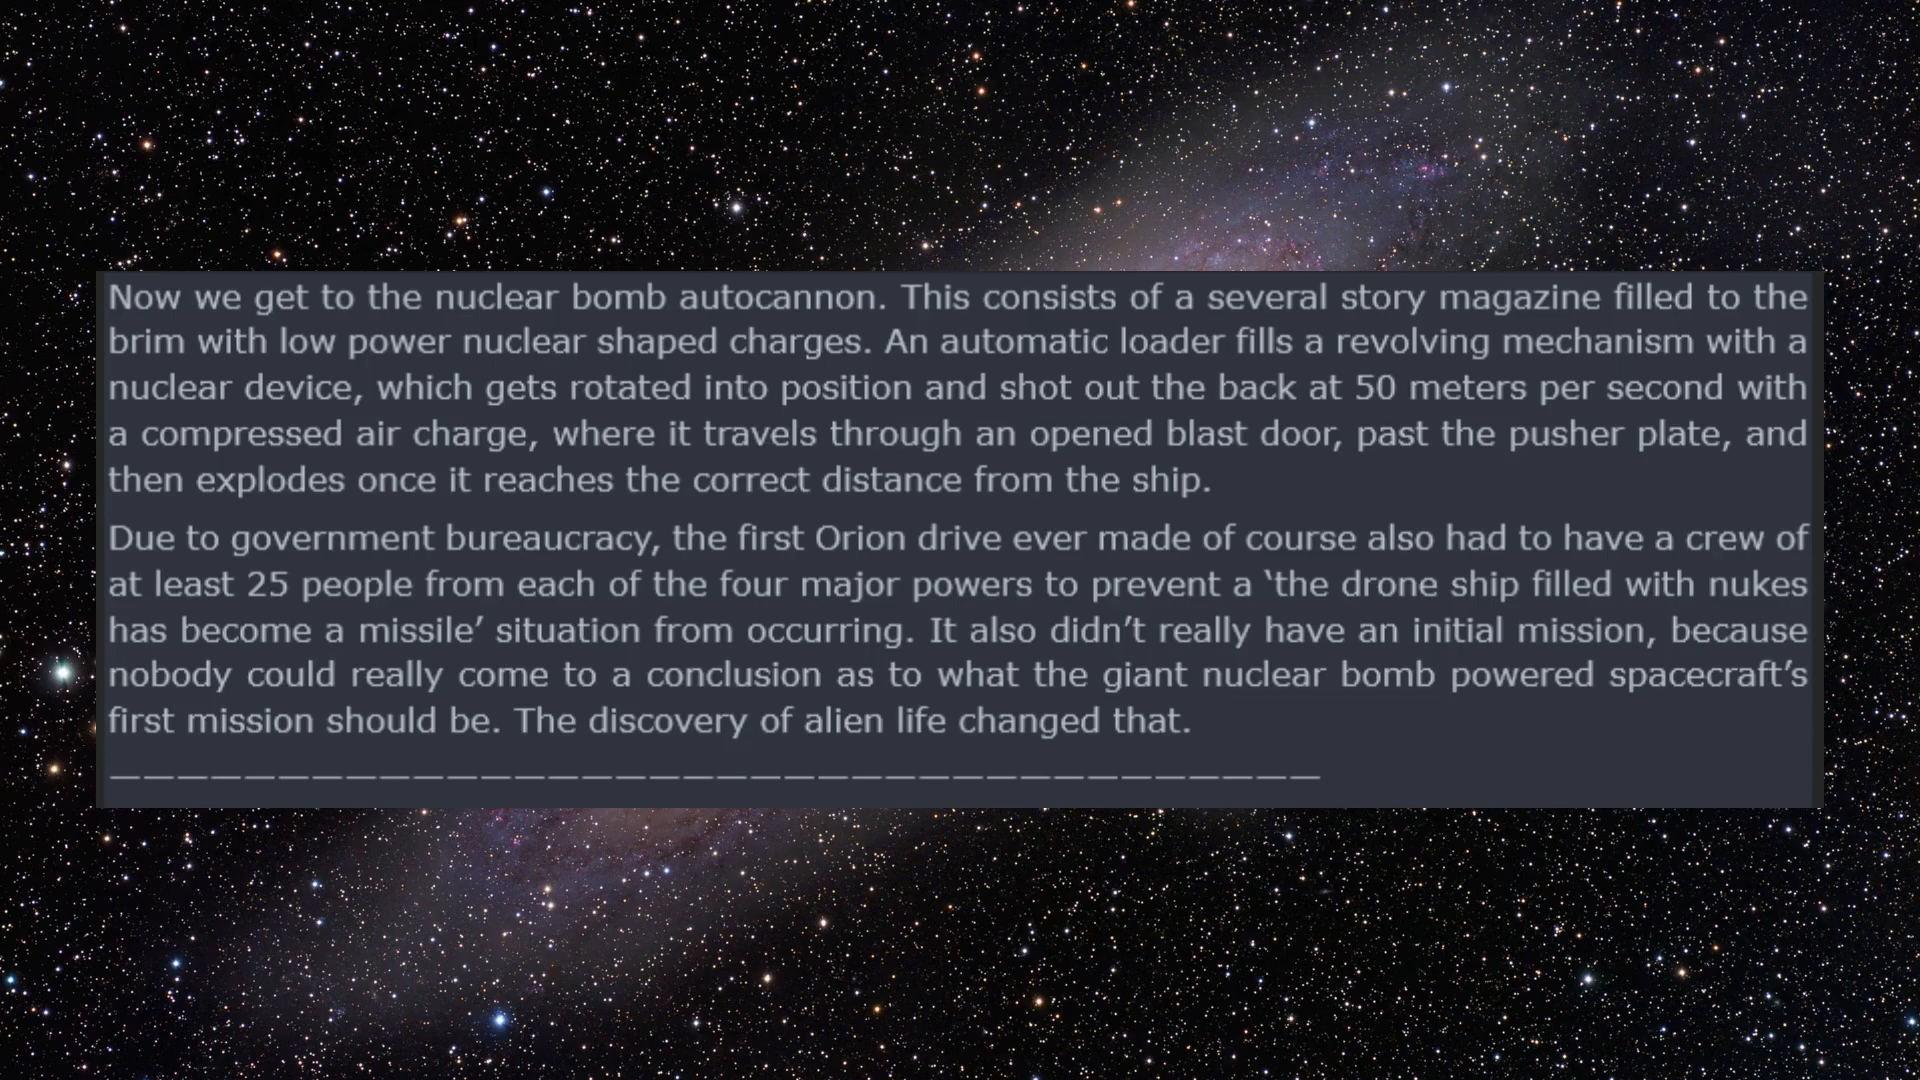 Now we get to the nuclear bomb autocannon. This consists of a several story magazine filled to the
brim with low power nuclear shaped charges. An automatic loader fills a revolving mechanism with a
nuclear device, which gets rotated into position and shot out the back at 50 meters per second with
a compressed air charge, where it travels through an opened blast door, past the pusher plate, and
then explodes once it reaches the correct distance from the ship.
Due to government bureaucracy, the first Orion drive ever made of course also had to have a crew of
at least 25 people from each of the four major powers to prevent a ‘the drone ship filled with nukes
has become a missile’ situation from occurring. It also didn’t really have an initial mission, because
nobody could really come to a conclusion as to what the giant nuclear bomb powered spacecraft’s
first mission should be. The discovery of alien life changed that.
————————————————————————————————————